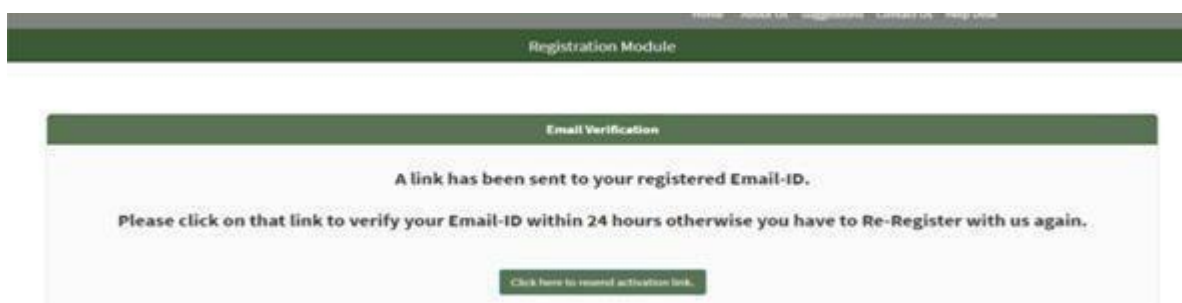 Home About Us Suggestions Contact Us Help Desk
Registration Module
Email Verification
A link has been sent to your registered Email-ID.
Please click on that link to verify your Email-ID within 24 hours otherwise you have to Re-Register with us again.
Click here to resend activation link.